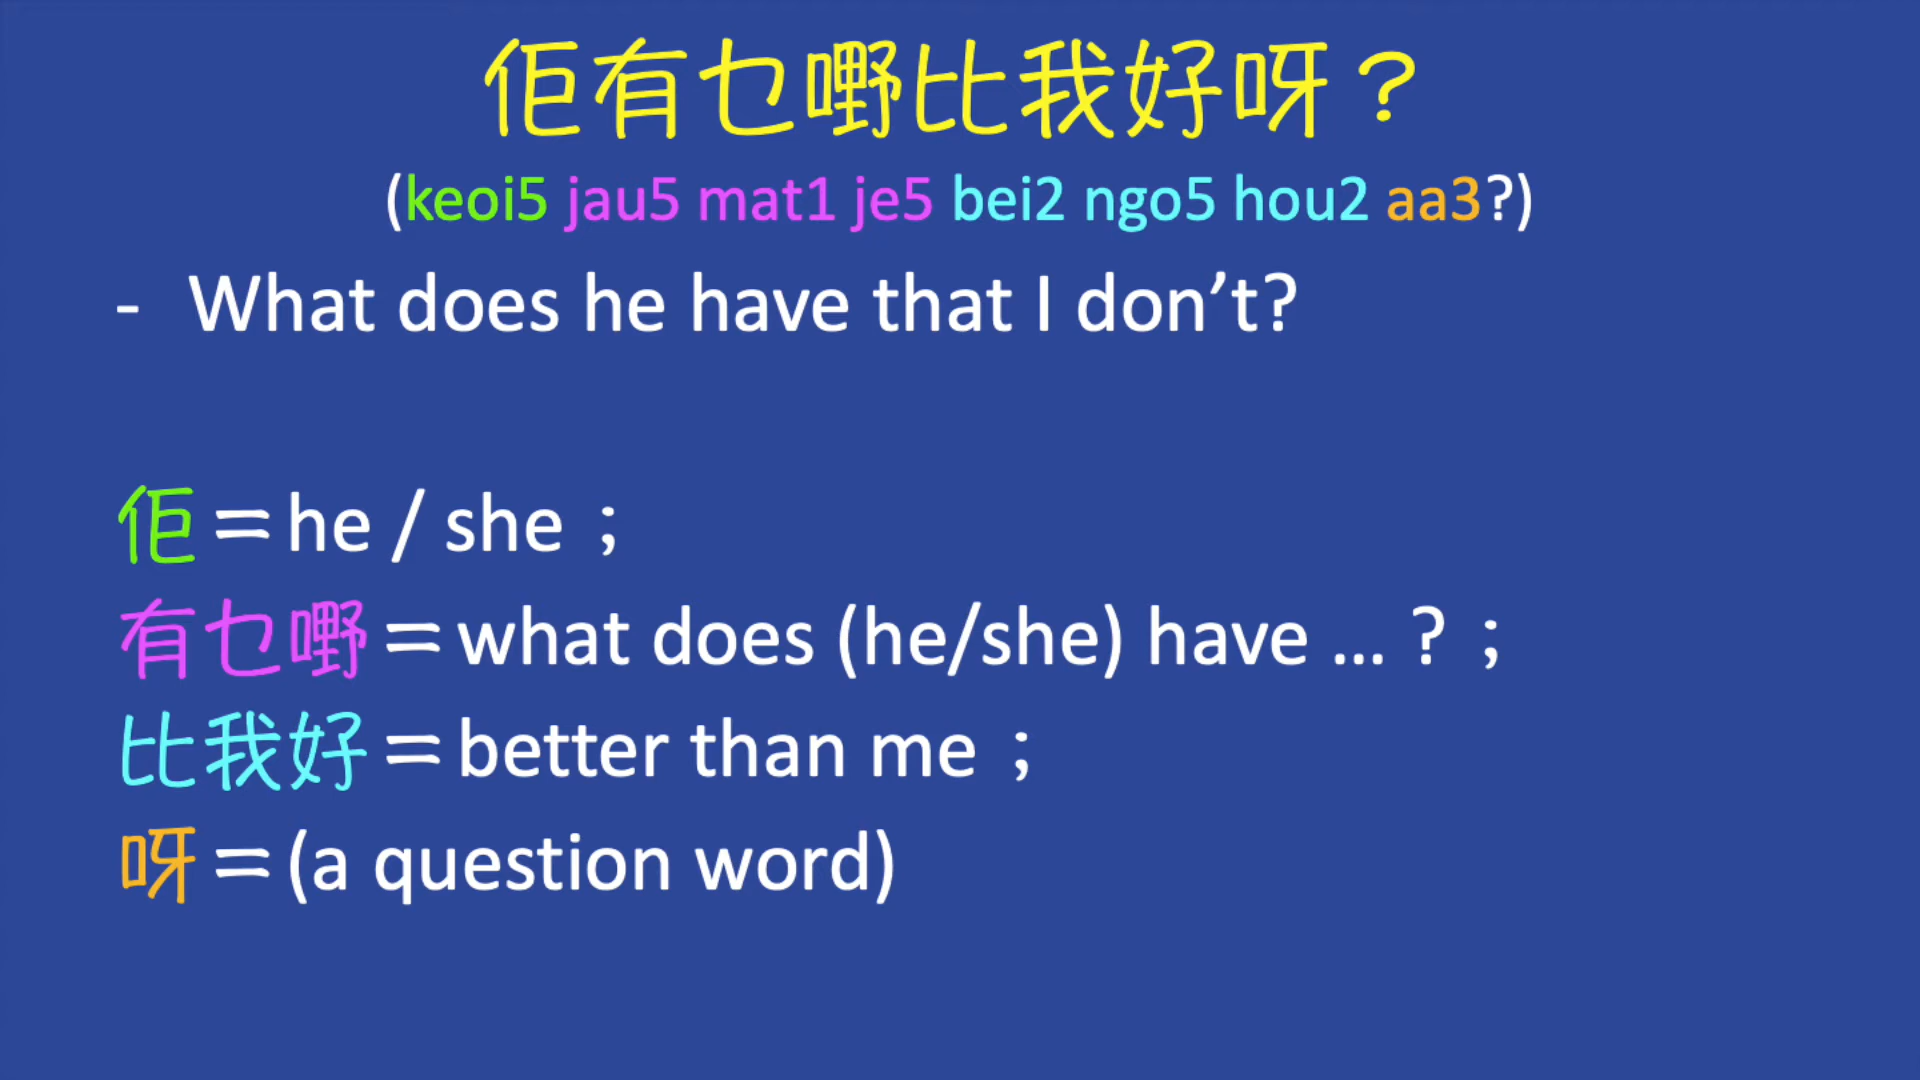 佢有乜嘢比我好呀？
(keoi5 jau5 mat1 je5 bei2 ngo5 hou2 aa3?)
- What does he have that I don’t?
佢＝he / she；
有乜嘢＝what does (he/she) have ...？；
比我好＝better than me；
呀＝(a question word)